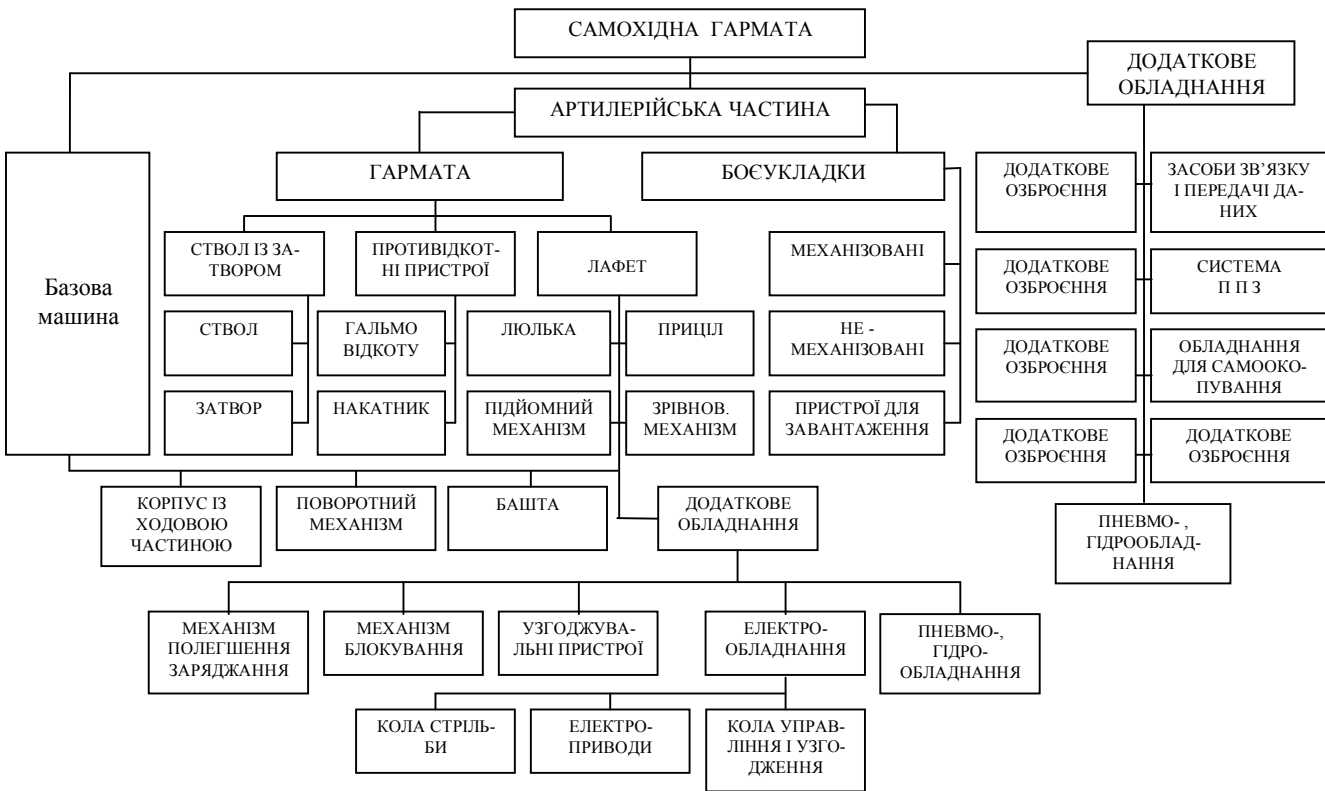 САМОХІДНА ГАРМАТА
ДОДАТКОВЕ
ОБЛАДНАННЯ
АРТИЛЕРІЙСЬКА ЧАСТИНА
Базова
машина
ГАРМАТА
БОЄУКЛАДКИ
ДОДАТКОВЕ
ОЗБРОЄННЯ
ЗАСОБИ ЗВ’ЯЗКУ
І ПЕРЕДАЧІ ДА-
НИХ
СТВОЛ ІЗ ЗА-
ТВОРОМ
ПРОТИВІДКОТ-
НІ ПРИСТРОЇ
ЛАФЕТ
МЕХАНІЗОВАНІ
ДОДАТКОВЕ
ОЗБРОЄННЯ
СИСТЕМА
П П З
СТВОЛ
ГАЛЬМО
ВІДКОТУ
ЛЮЛЬКА
ПРИЦІЛ
НЕ -
МЕХАНІЗОВАНІ
ДОДАТКОВЕ
ОЗБРОЄННЯ
ОБЛАДНАННЯ
ДЛЯ САМООКО-
ПУВАННЯ
ЗАТВОР
НАКАТНИК
ПІДЙОМНИЙ
МЕХАНІЗМ
ЗРІВНОВ.
МЕХАНІЗМ
ПРИСТРОЇ ДЛЯ
ЗАВАНТАЖЕННЯ
ДОДАТКОВЕ
ОЗБРОЄННЯ
ДОДАТКОВЕ
ОЗБРОЄННЯ
КОРПУС ІЗ
ХОДОВОЮ
ЧАСТИНОЮ
ПОВОРОТНИЙ
МЕХАНІЗМ
БАШТА
ДОДАТКОВЕ
ОБЛАДНАННЯ
ПНЕВМО- ,
ГІДРООБЛАД-
НАННЯ
МЕХАНІЗМ
ПОЛЕГШЕННЯ
ЗАРЯДЖАННЯ
МЕХАНІЗМ
БЛОКУВАННЯ
УЗГОДЖУВА-
ЛЬНІ ПРИСТРОЇ
ЕЛЕКТРО-
ОБЛАДНАННЯ
ПНЕВМО-,
ГІДРО-
ОБЛАДНАННЯ
КОЛА СТРІЛЬ-
БИ
ЕЛЕКТРО-
ПРИВОДИ
КОЛА УПРАВ-
ЛІННЯ І УЗГО-
ДЖЕННЯ